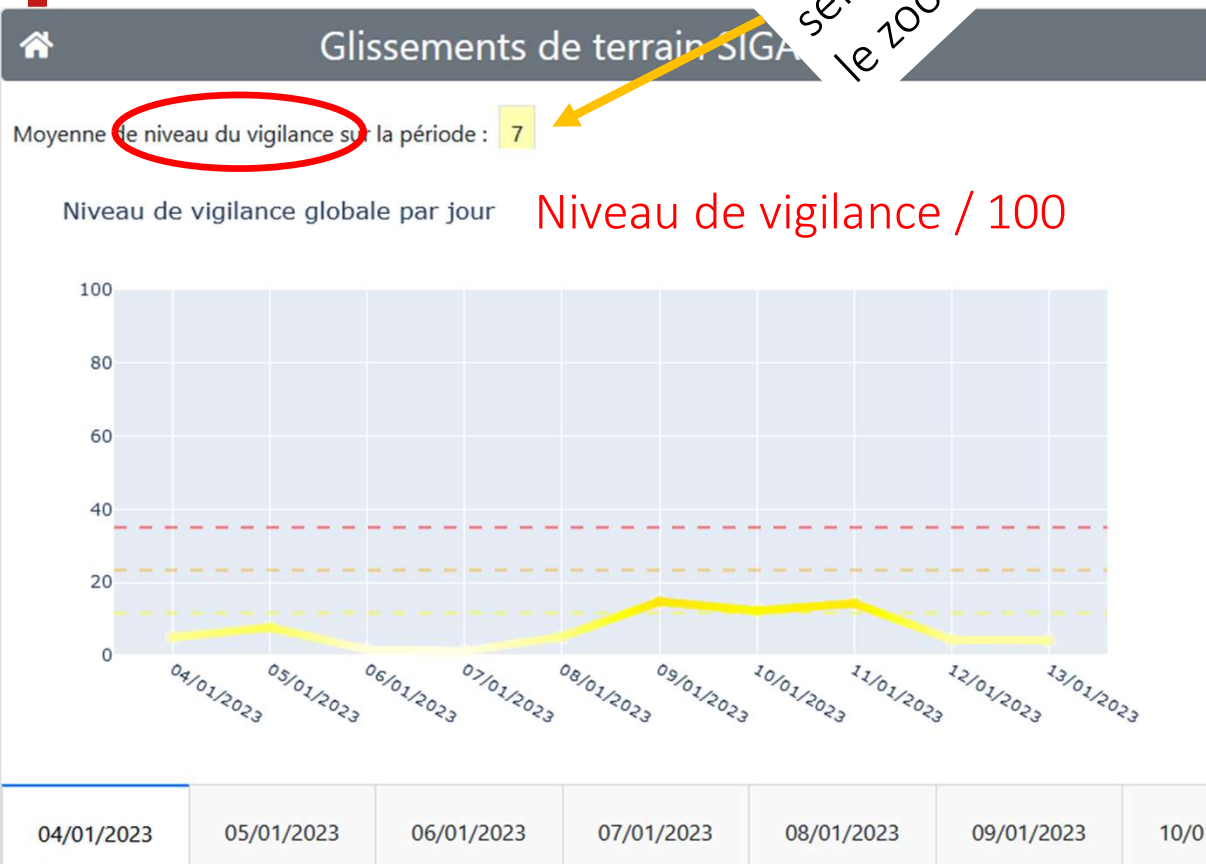 le zoo
Glissements de terrain
Moyenne de niveau du vigilance sur la période : 7
Niveau de vigilance globale par jour
Niveau de vigilance / 100
100
80
60
40
20
0
04/01/2023
05/01/2023
06/01/2023
07/01/2023
08/01/2023
09/01/2023
10/01/2023
11/01/2023
12/01/2023
13/01/2023
04/01/2023 05/01/2023 06/01/2023 07/01/2023 08/01/2023 09/01/2023 10/0